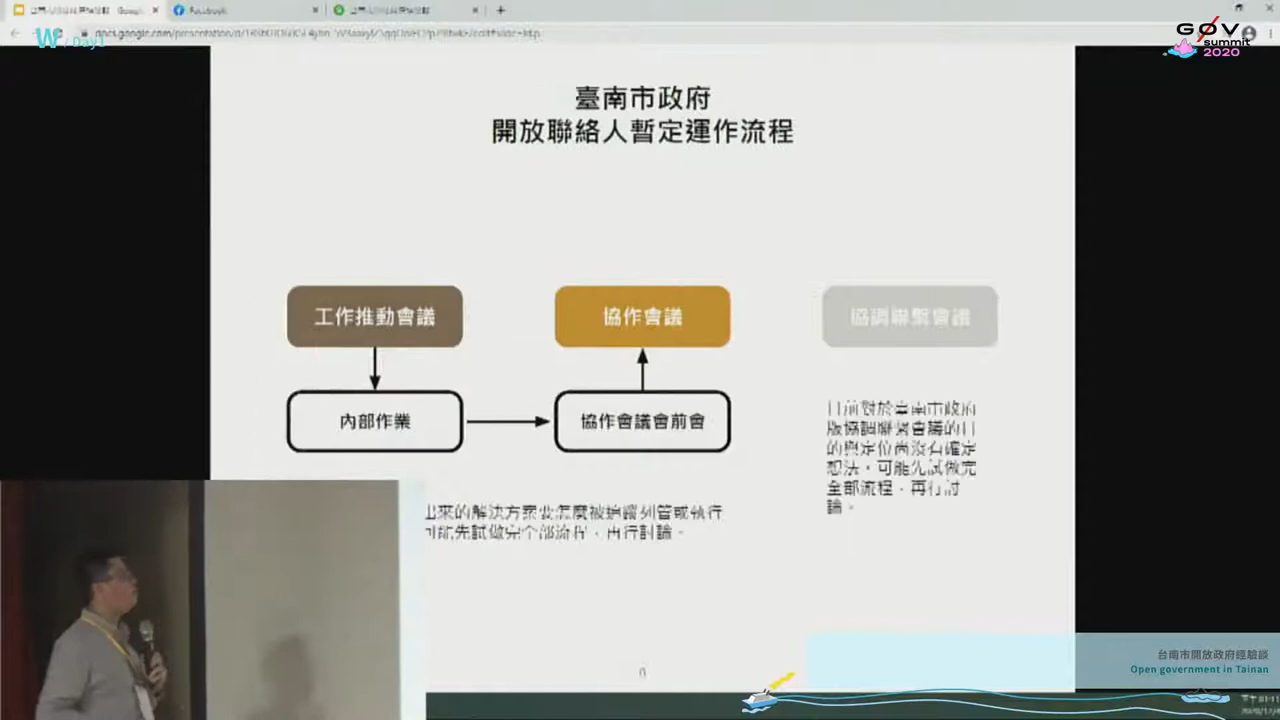 Facebook
W / Day1
GØV
summit
2020
臺南市政府
開放聯絡人暫定運作流程
工作推動會議
協作會議
協調聯繫會議
內部作業
協作會議會前會
目前對於臺南市政府
版協調聯繫會議的目
的與定位尚沒有確定
想法，可能先試做完
全部流程，再行討
論。
出來的解決方案要怎麼被追蹤列管或執行
可能先試做完全部流程，再行討論。
台南市開放政府經驗談
Open government in Tainan